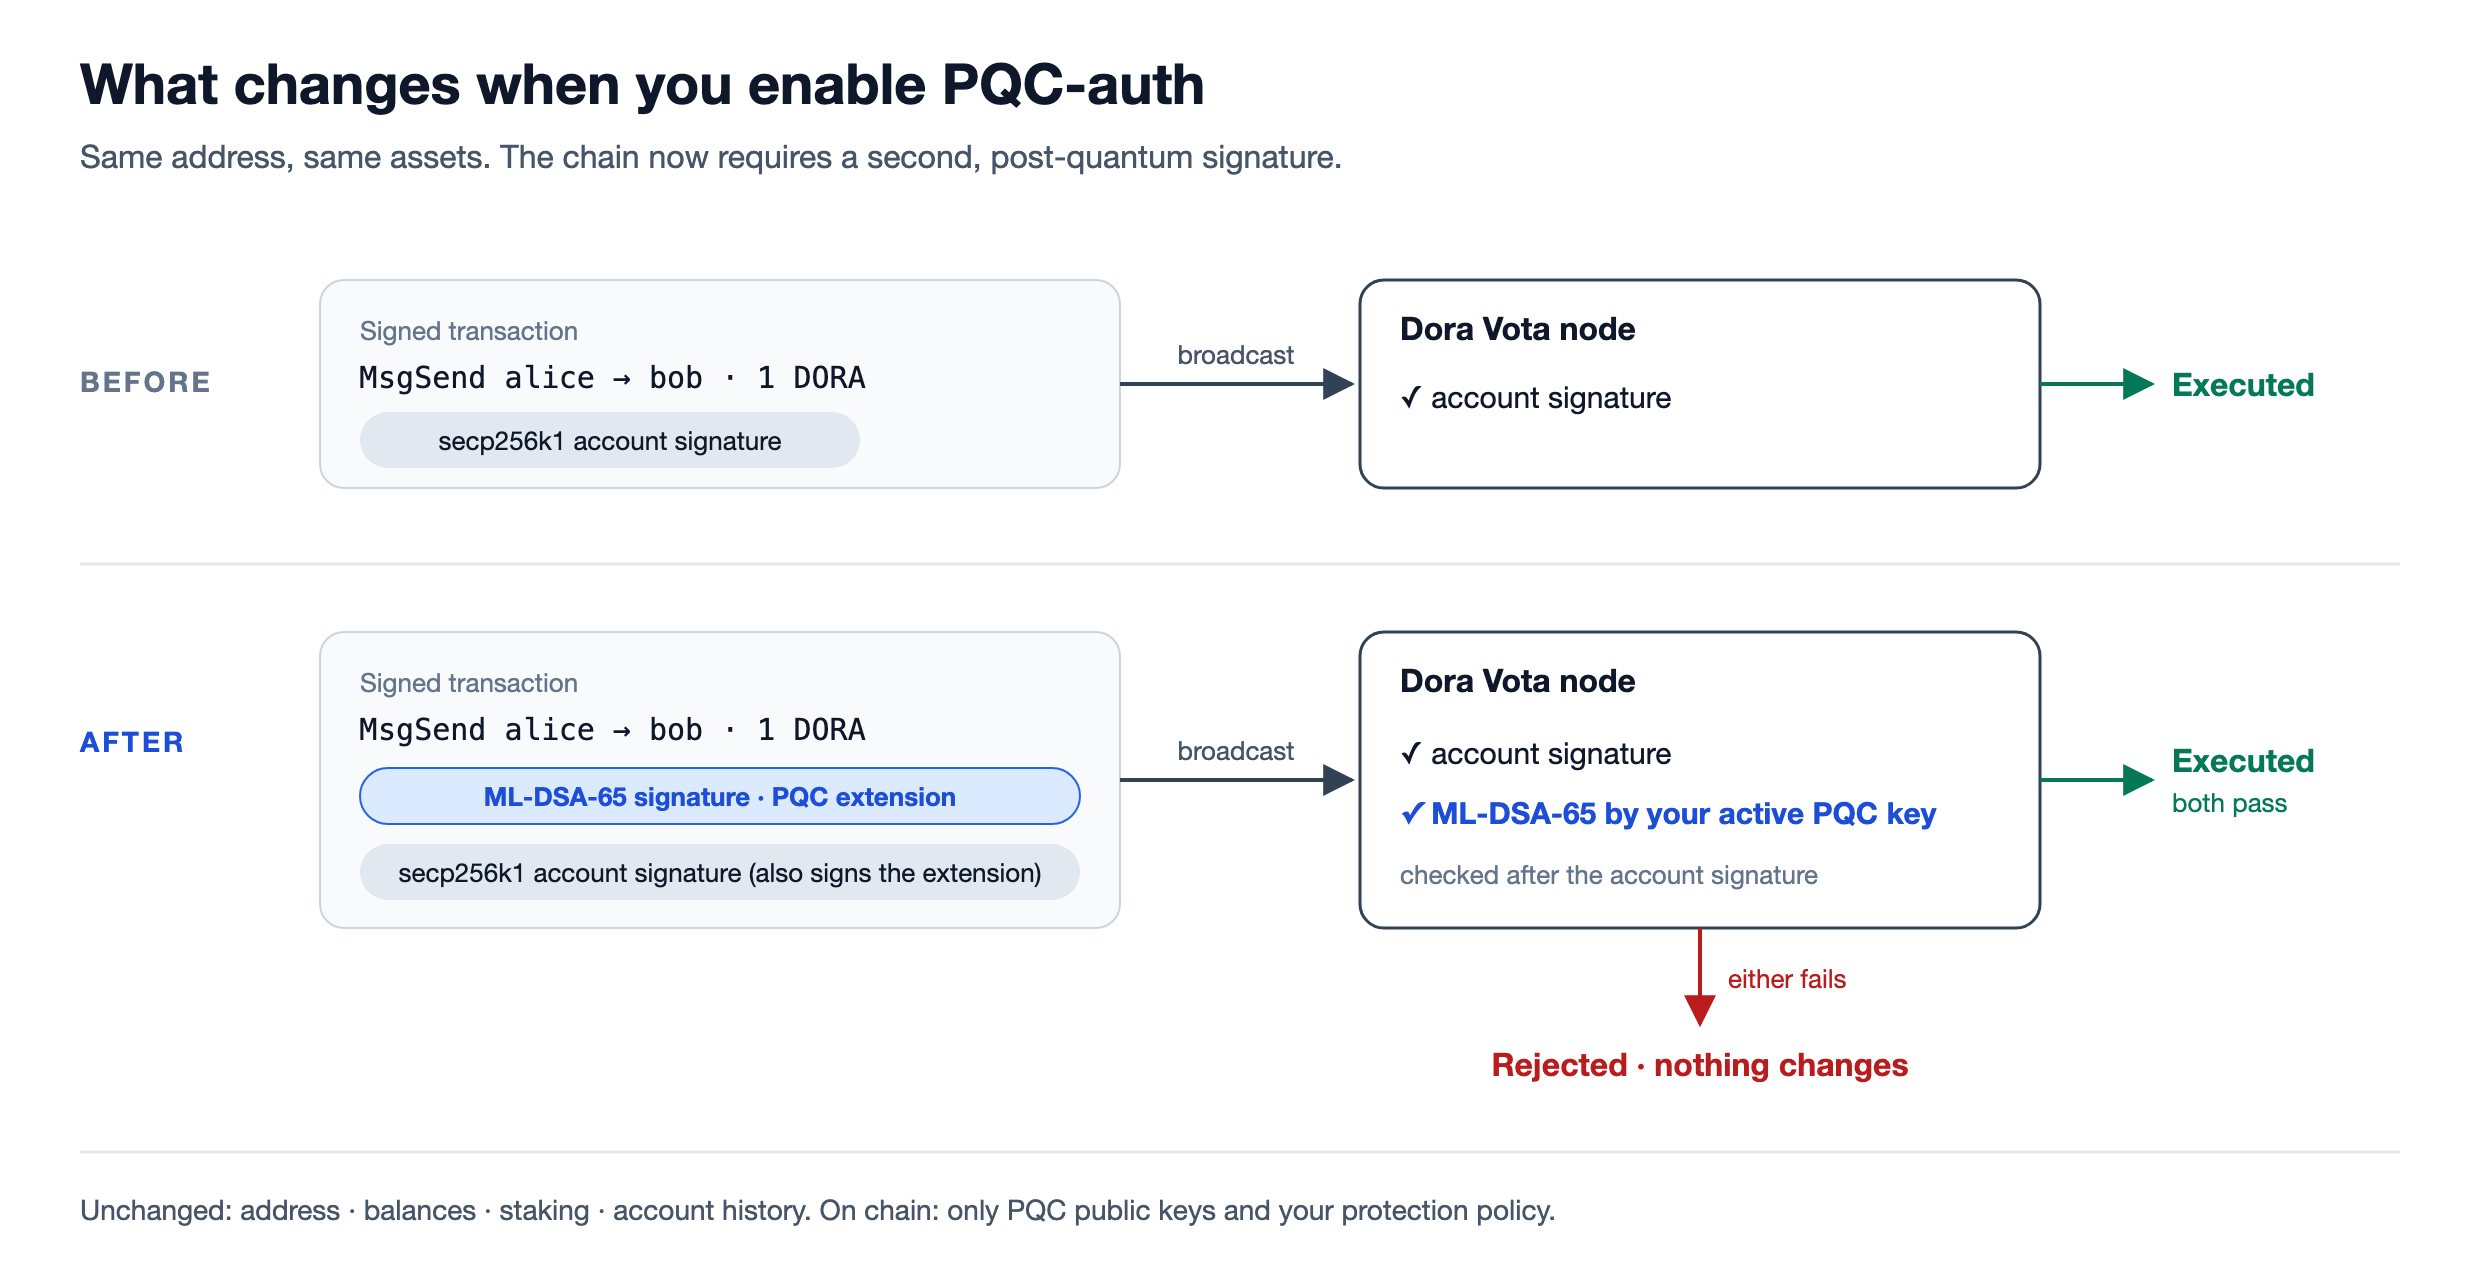 What changes when you enable PQC-auth
Same address, same assets. The chain now requires a second, post-quantum signature.
BEFORE
Signed transaction
MsgSend alice → bob · 1 DORA
secp256k1 account signature
broadcast
Dora Vota node
✓ account signature
Executed
AFTER
Signed transaction
MsgSend alice → bob · 1 DORA
ML-DSA-65 signature · PQC extension
secp256k1 account signature (also signs the extension)
broadcast
Dora Vota node
✓ account signature
✓ ML-DSA-65 by your active PQC key
checked after the account signature
Executed
both pass
either fails
Rejected · nothing changes
Unchanged: address · balances · staking · account history. On chain: only PQC public keys and your protection policy.